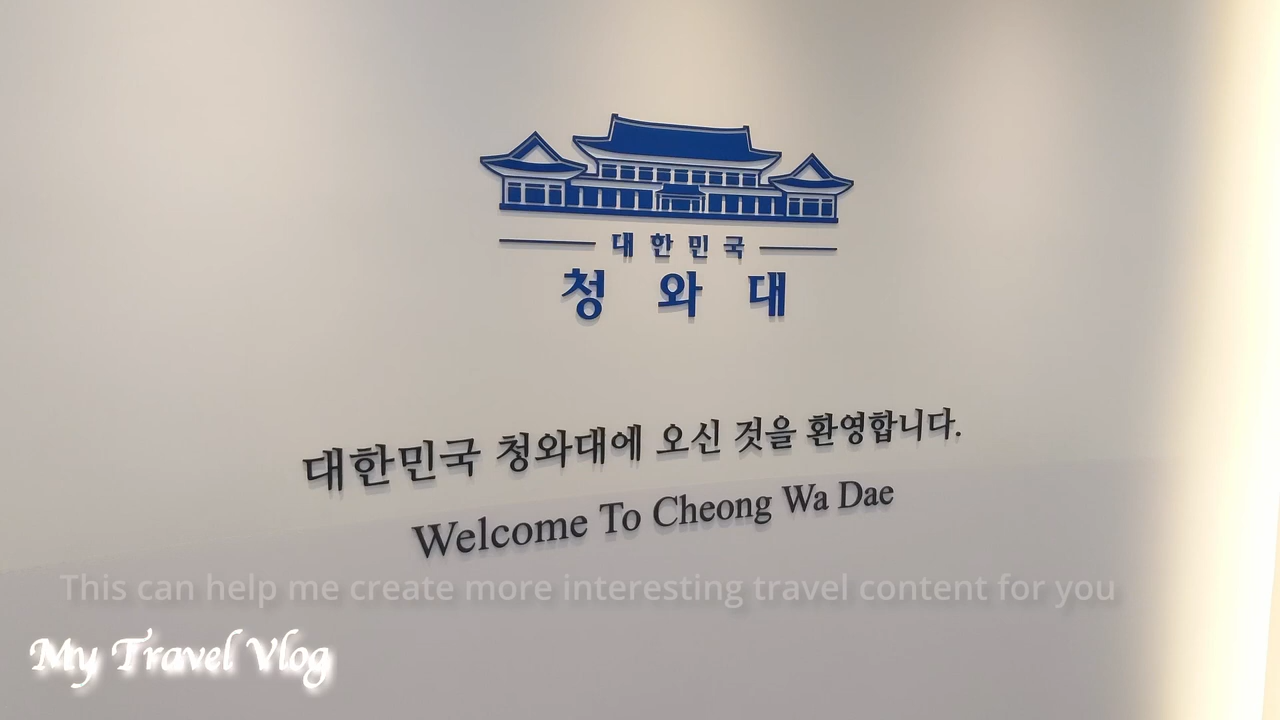 대한민국
청와대
대한민국 청와대에 오신 것을 환영합니다.
Welcome To Cheong Wa Dae
This can help me create more interesting travel content for you
My Travel Vlog